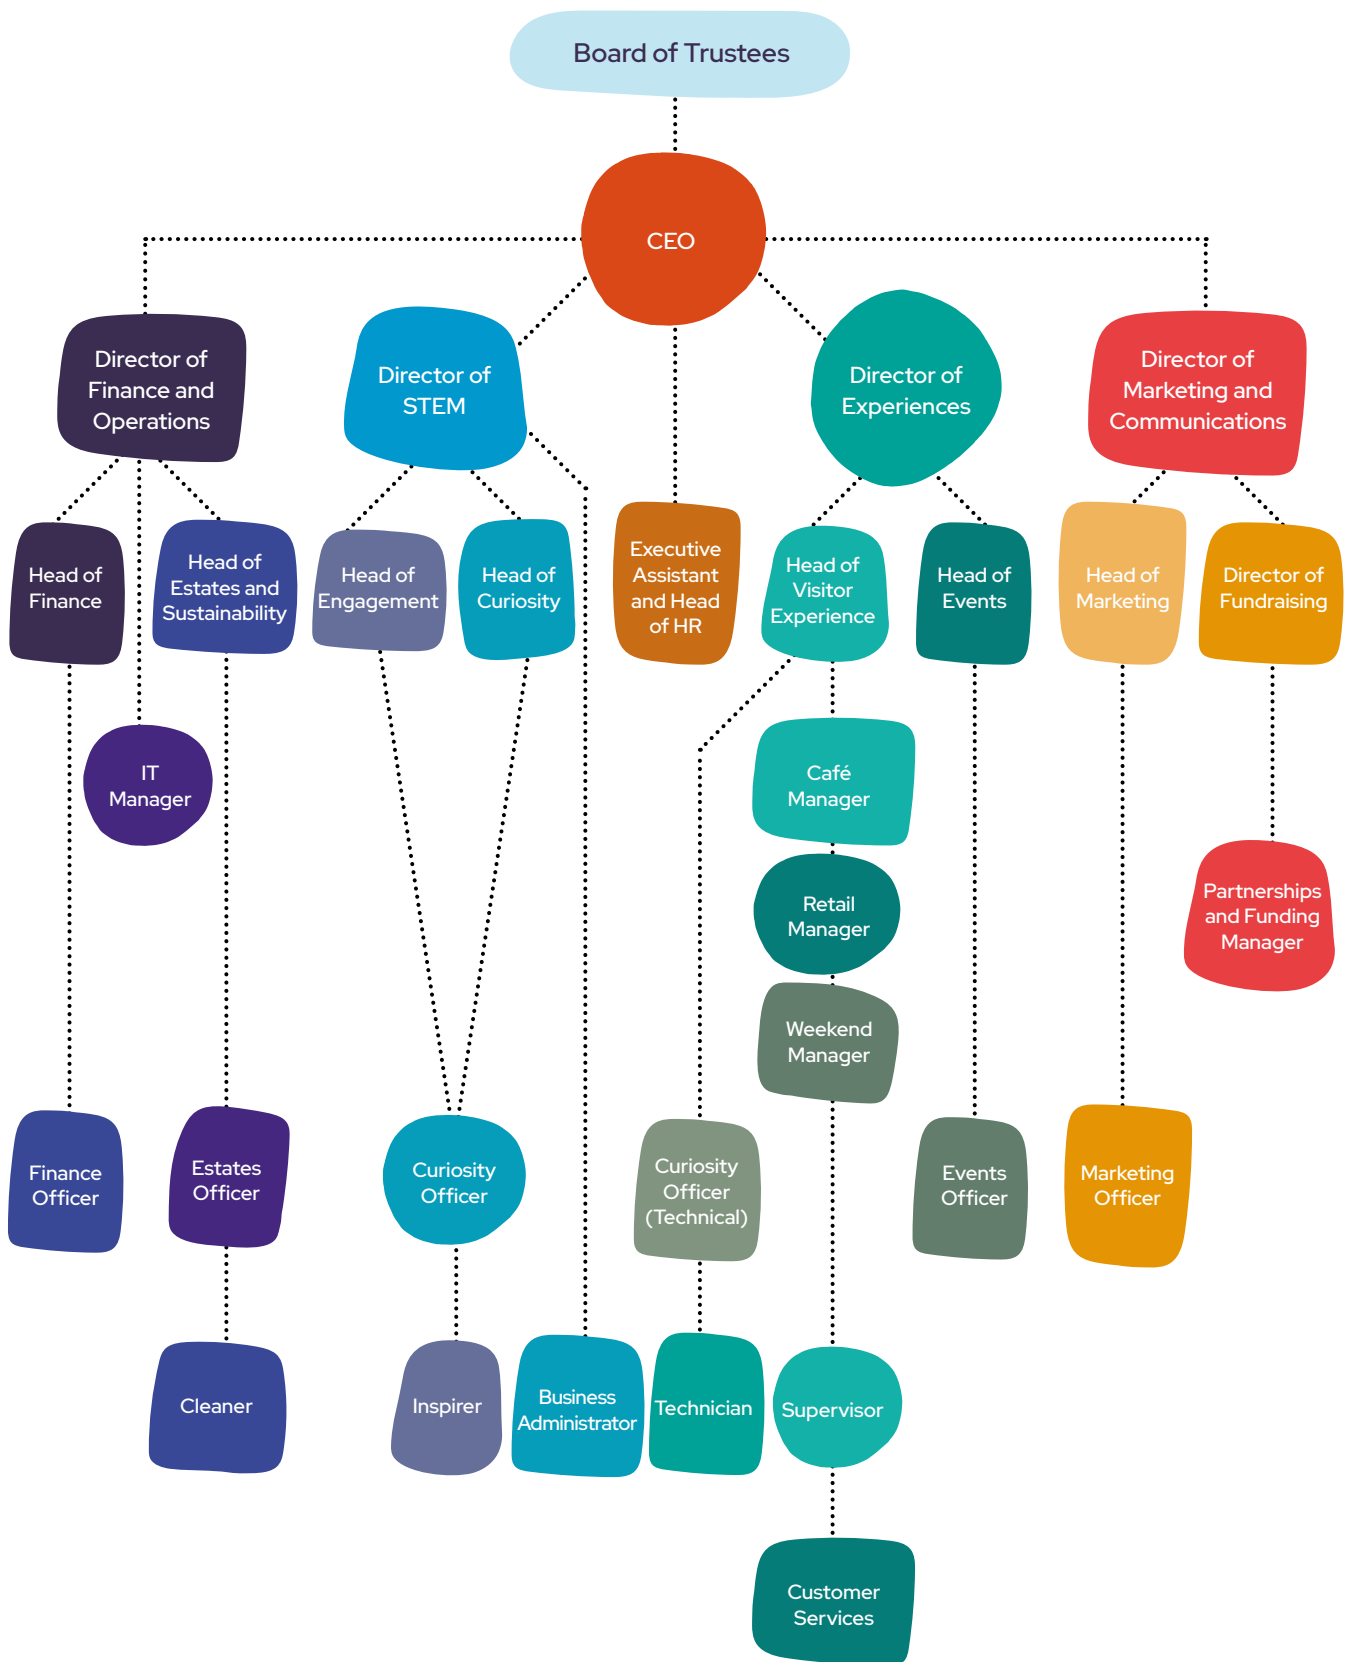 Board of Trustees
CEO
Director of
Finance and
Operations
Director of
STEM
Director of
Experiences
Director of
Marketing and
Communications
Head of
Finance
Head of
Estates and
Sustainability
Head of
Engagement
Head of
Curiosity
Executive
Assistant
and Head
of HR
Head of
Visitor
Experience
Head of
Events
Head of
Marketing
Director of
Fundraising
IT
Manager
Café
Manager
Retail
Manager
Partnerships
and Funding
Manager
Weekend
Manager
Finance
Officer
Estates
Officer
Curiosity
Officer
Curiosity
Officer
(Technical)
Events
Officer
Marketing
Officer
Cleaner
Inspirer
Business
Administrator
Technician
Supervisor
Customer
Services